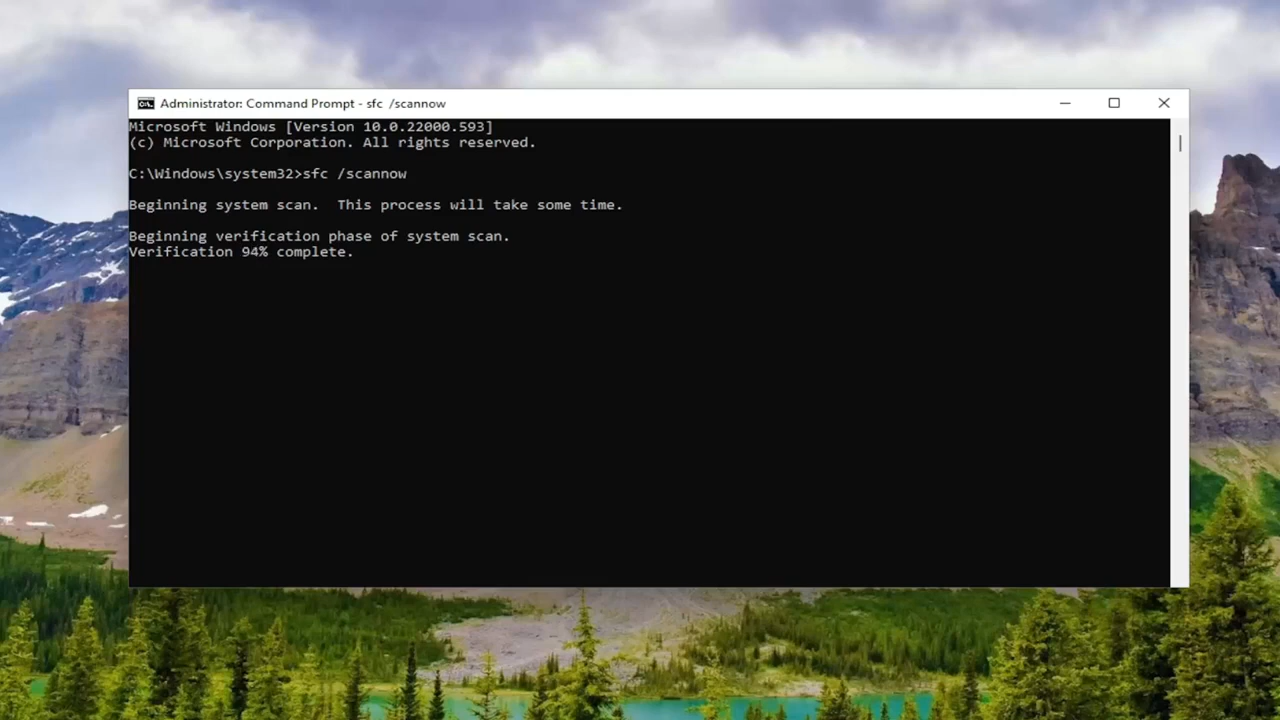 Administrator: Command Prompt - sfc  /scannow
Microsoft Windows [Version 10.0.22000.593]
(c) Microsoft Corporation. All rights reserved.
C:\Windows\system32>sfc /scannow
Beginning system scan.  This process will take some time.
Beginning verification phase of system scan.
Verification 94% complete.